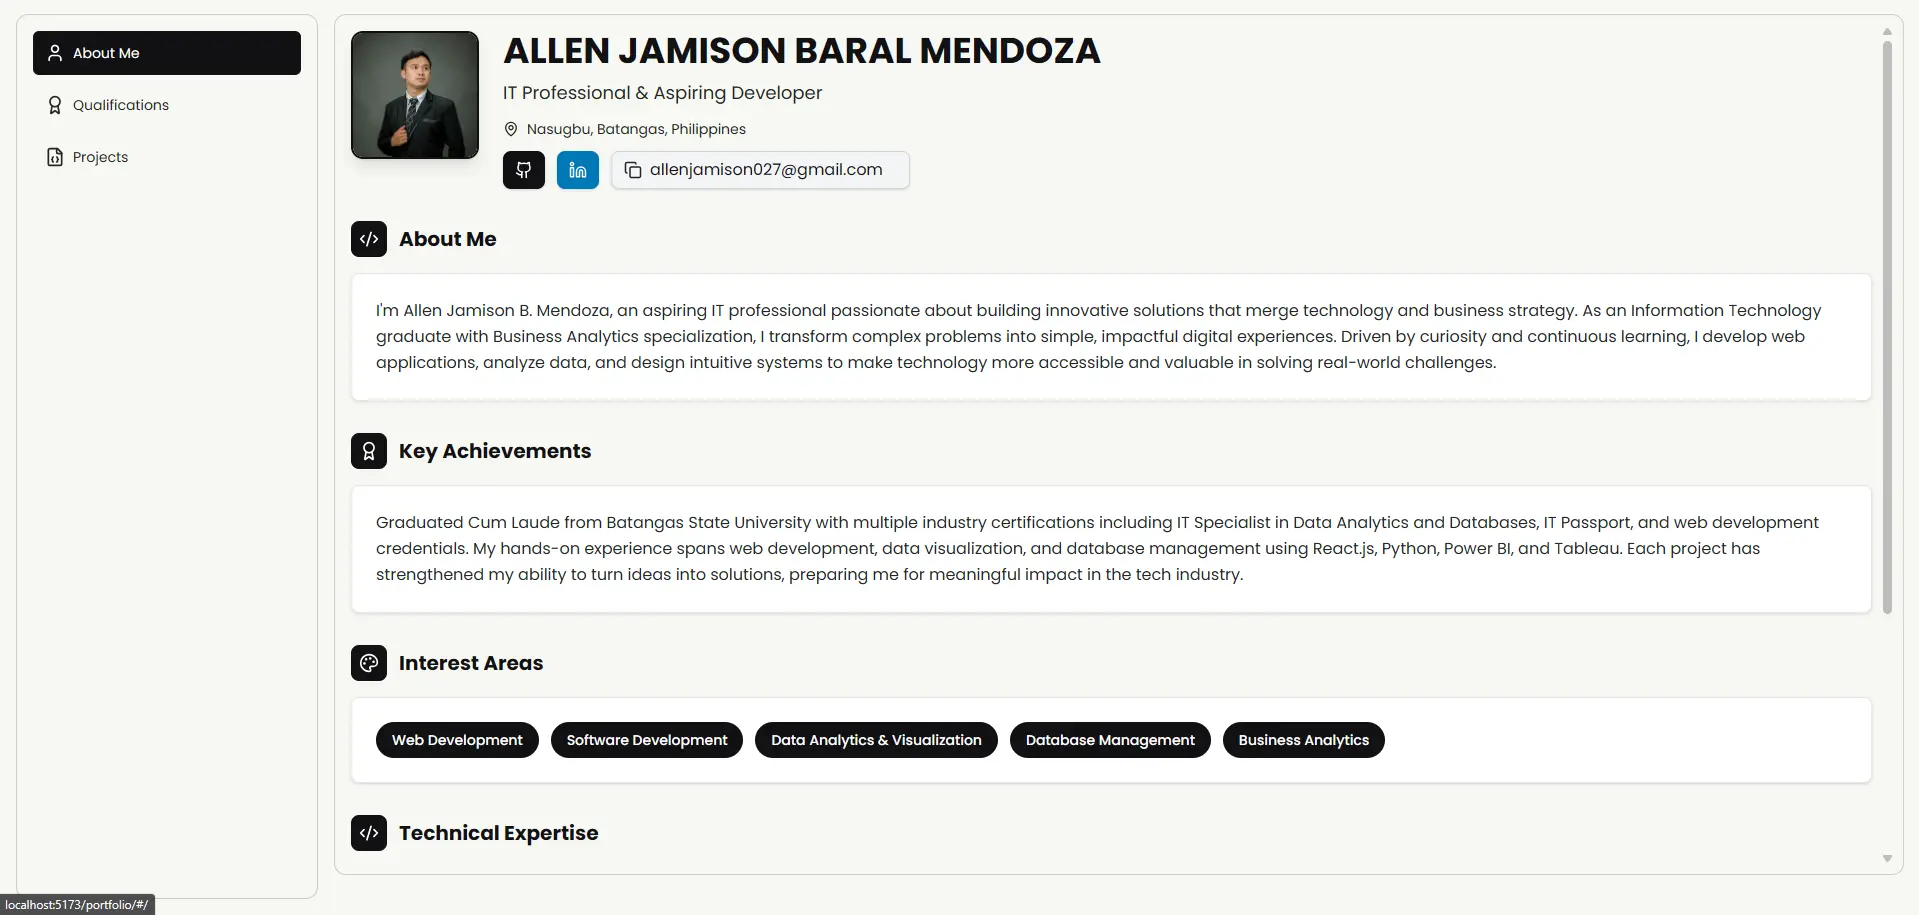 About Me
Qualifications
Projects
ALLEN JAMISON BARAL MENDOZA
IT Professional & Aspiring Developer
Nasugbu, Batangas, Philippines
in
allenjamison027@gmail.com
About Me
I'm Allen Jamison B. Mendoza, an aspiring IT professional passionate about building innovative solutions that merge technology and business strategy. As an Information Technology
graduate with Business Analytics specialization, I transform complex problems into simple, impactful digital experiences. Driven by curiosity and continuous learning, I develop web
applications, analyze data, and design intuitive systems to make technology more accessible and valuable in solving real-world challenges.
Key Achievements
Graduated Cum Laude from Batangas State University with multiple industry certifications including IT Specialist in Data Analytics and Databases, IT Passport, and web development
credentials. My hands-on experience spans web development, data visualization, and database management using React.js, Python, Power BI, and Tableau. Each project has
strengthened my ability to turn ideas into solutions, preparing me for meaningful impact in the tech industry.
Interest Areas
Web Development
Software Development
Data Analytics & Visualization
Database Management
Business Analytics
Technical Expertise
localhost:5173/portfolio/#/